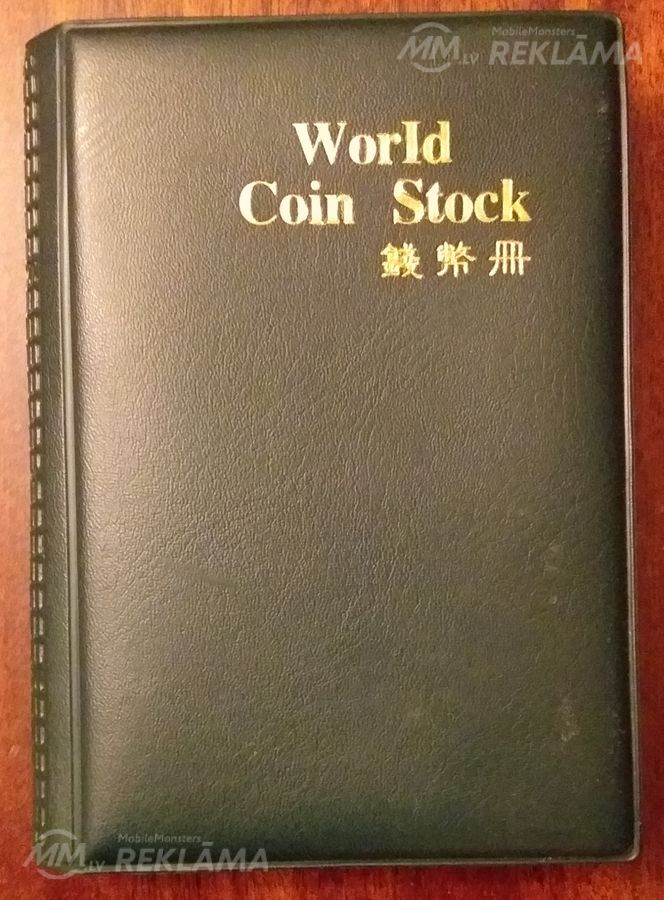 MobileMonsters
MM.LV REKLĀMA
World
Coin Stock
錢幣冊
MobileMonsters
MM.LV REKLĀMA